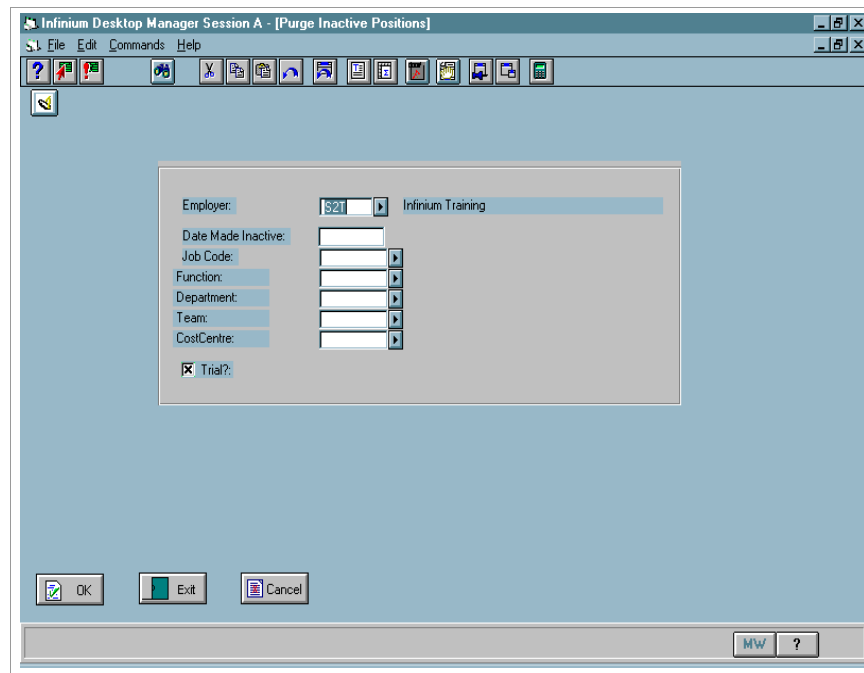 Infinium Desktop Manager Session A - [Purge Inactive Positions]
File Edit Commands Help
Employer: S2T Infinium Training
Date Made Inactive:
Job Code:
Function:
Department:
Team:
CostCentre:
Trial?:
OK Exit Cancel
MW ?